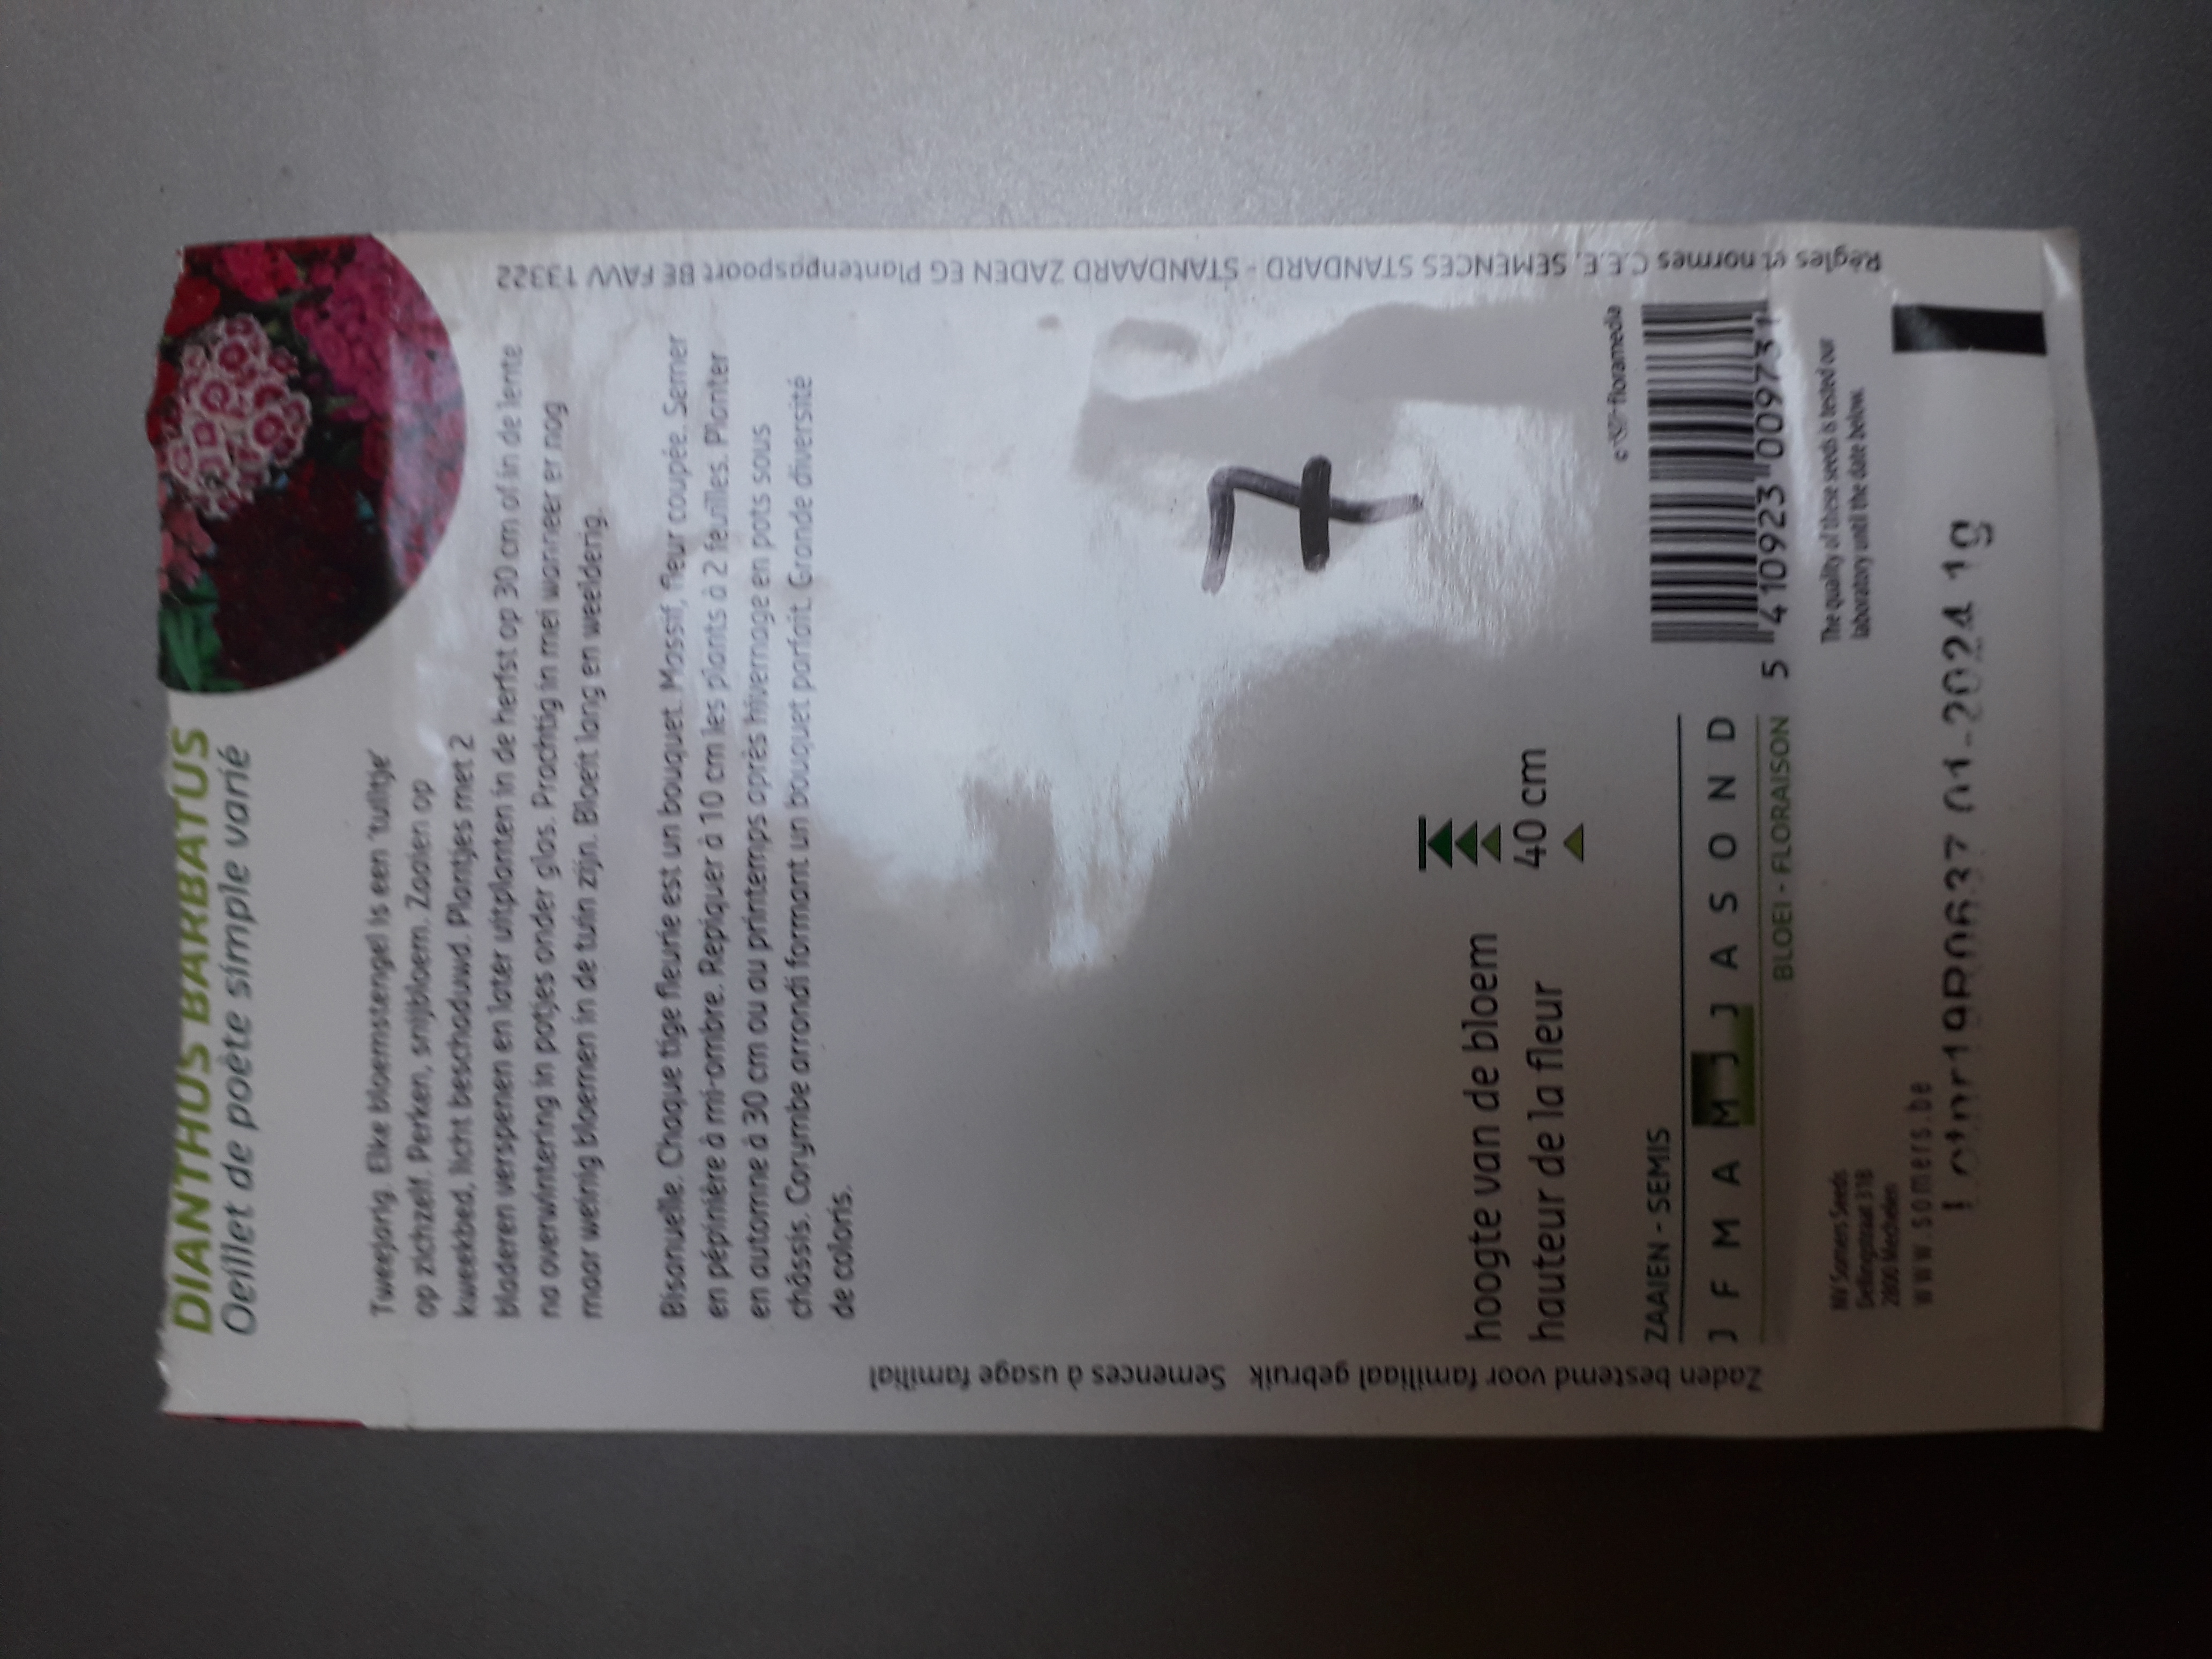 DIANTHUS BARBATUS
Oeillet de poète simple varié
Tweejarig. Elke bloemstengel is een 'tuiltje'
op zichzelf. Perken, snijbloem. Zaaien op
kweekbed, licht beschaduwd. Plantjes met 2
bladeren verspenen en later uitplanten in de herfst op 30 cm of in de lente
na overwintering in potjes onder glas. Prachtig in mei wanneer er nog
maar weinig bloemen in de tuin zijn. Bloeit lang en weelderig.
Bisanuelle. Chaque tige fleurie est un bouquet. Massif, fleur coupée. Semer
en pépinière à mi-ombre. Repiquer à 10 cm les plants à 2 feuilles. Planter
en automne à 30 cm ou au printemps après hivernage en pots sous
châssis. Corymbe arrondi formant un bouquet parfait. Grande diversité
de coloris.
7
hoogte van de bloem
hauteur de la fleur
40 cm
ZAAIEN - SEMIS
J F M A M J J A S O N D
BLOEI - FLORAISON
floramedia
5 410923 009731
NV Somers Seeds
Dellingstraat 31B
2800 Mechelen
www.somers.be
The quality of these seeds is tested our
laboratory until the date below.
Lotnr19R0637 01-2024 1g
Zaden bestemd voor familiaal gebruik Semences à usage familial
Règles et normes C.E.E. SEMENCES STANDARD - STANDAARD ZADEN EG Plantenpaspoort BE FAVV 13322